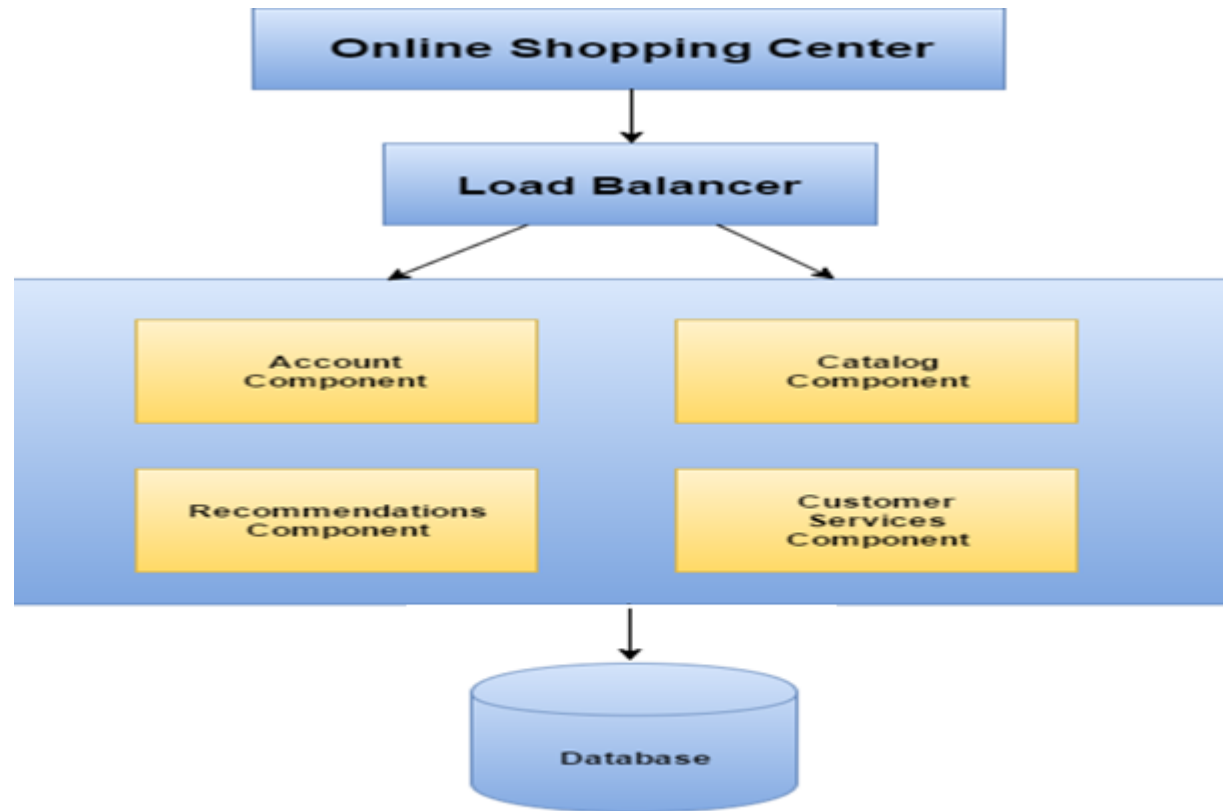 Online Shopping Center
Load Balancer
Account
Component
Catalog
Component
Recommendations
Component
Customer
Services
Component
Database